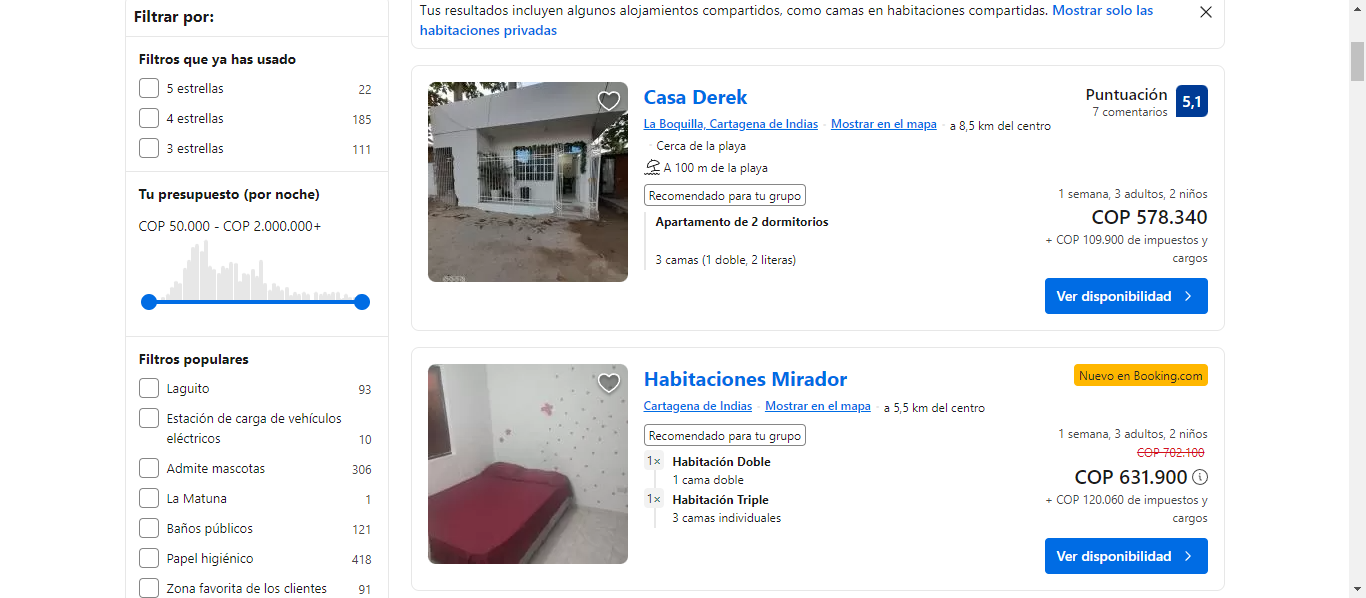 Filtrar por:
Filtros que ya has usado
5 estrellas 22
4 estrellas 185
3 estrellas 111
Tu presupuesto (por noche)
COP 50.000 - COP 2.000.000+
Filtros populares
Laguito 93
Estación de carga de vehículos
eléctricos 10
Admite mascotas 306
La Matuna 1
Baños públicos 121
Papel higiénico 418
Zona favorita de los clientes 91
Tus resultados incluyen algunos alojamientos compartidos, como camas en habitaciones compartidas. Mostrar solo las
habitaciones privadas
Casa Derek
La Boquilla, Cartagena de Indias · Mostrar en el mapa · a 8,5 km del centro
· Cerca de la playa
A 100 m de la playa
Recomendado para tu grupo
Apartamento de 2 dormitorios
3 camas (1 doble, 2 literas)
Puntuación 5,1
7 comentarios
1 semana, 3 adultos, 2 niños
COP 578.340
+ COP 109.900 de impuestos y
cargos
Ver disponibilidad
Habitaciones Mirador
Cartagena de Indias · Mostrar en el mapa · a 5,5 km del centro
Recomendado para tu grupo
1× Habitación Doble
1 cama doble
1× Habitación Triple
3 camas individuales
Nuevo en Booking.com
1 semana, 3 adultos, 2 niños
COP 702.100
COP 631.900
+ COP 120.060 de impuestos y
cargos
Ver disponibilidad